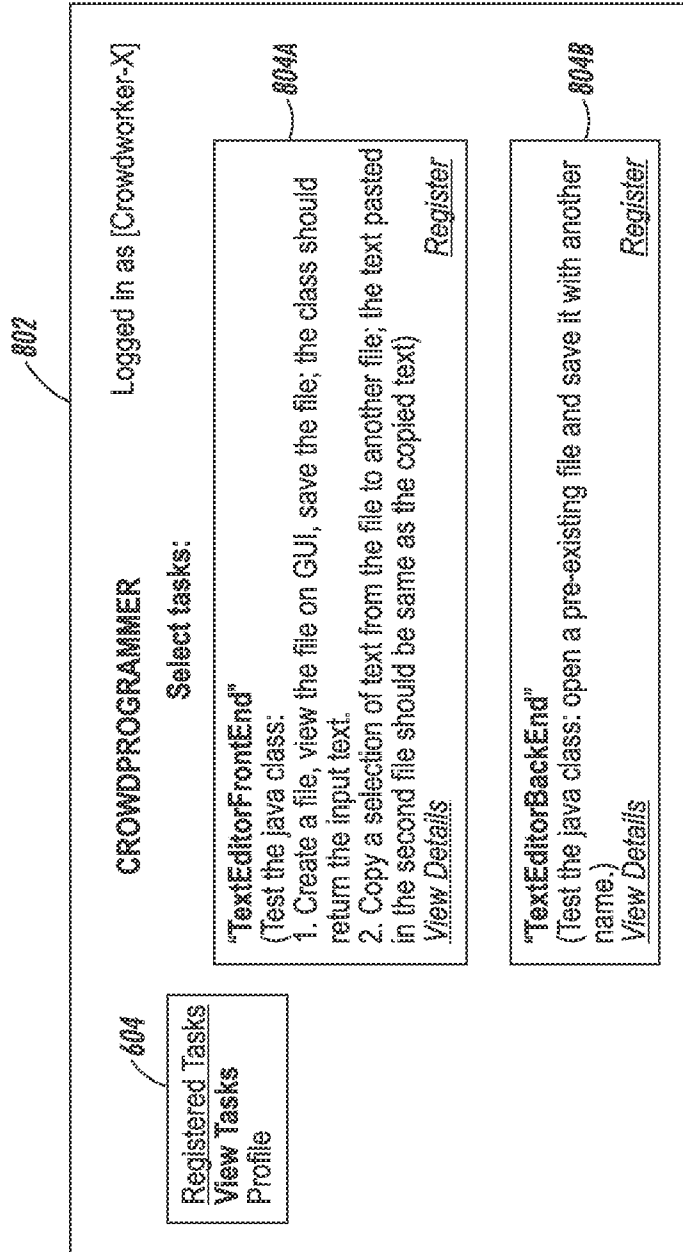 802
CROWDPROGRAMMER
Logged in as [Crowdworker-X]
604
Registered Tasks
View Tasks
Profile
Select tasks:
804A
“TextEditorFrontEnd”
(Test the java class:
1. Create a file, view the file on GUI, save the file; the class should
return the input text.
2. Copy a selection of text from the file to another file; the text pasted
in the second file should be same as the copied text)
View Details
Register
804B
“TextEditorBackEnd”
(Test the java class: open a pre-existing file and save it with another
name.)
View Details
Register